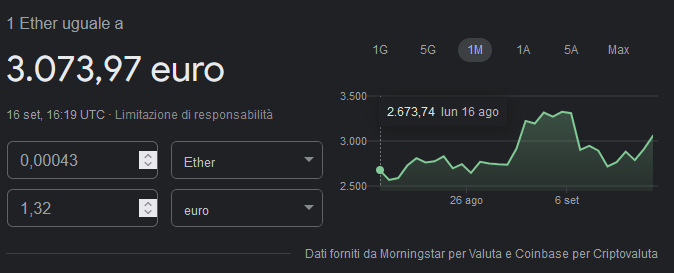 1 Ether uguale a
3.073,97 euro
16 set, 16:19 UTC · Limitazione di responsabilità
0,00043 Ether
1,32 euro
1G 5G 1M 1A 5A Max
3.500
2.673,74 lun 16 ago
3.000
2.500
26 ago 6 set
Dati forniti da Morningstar per Valuta e Coinbase per Criptovaluta